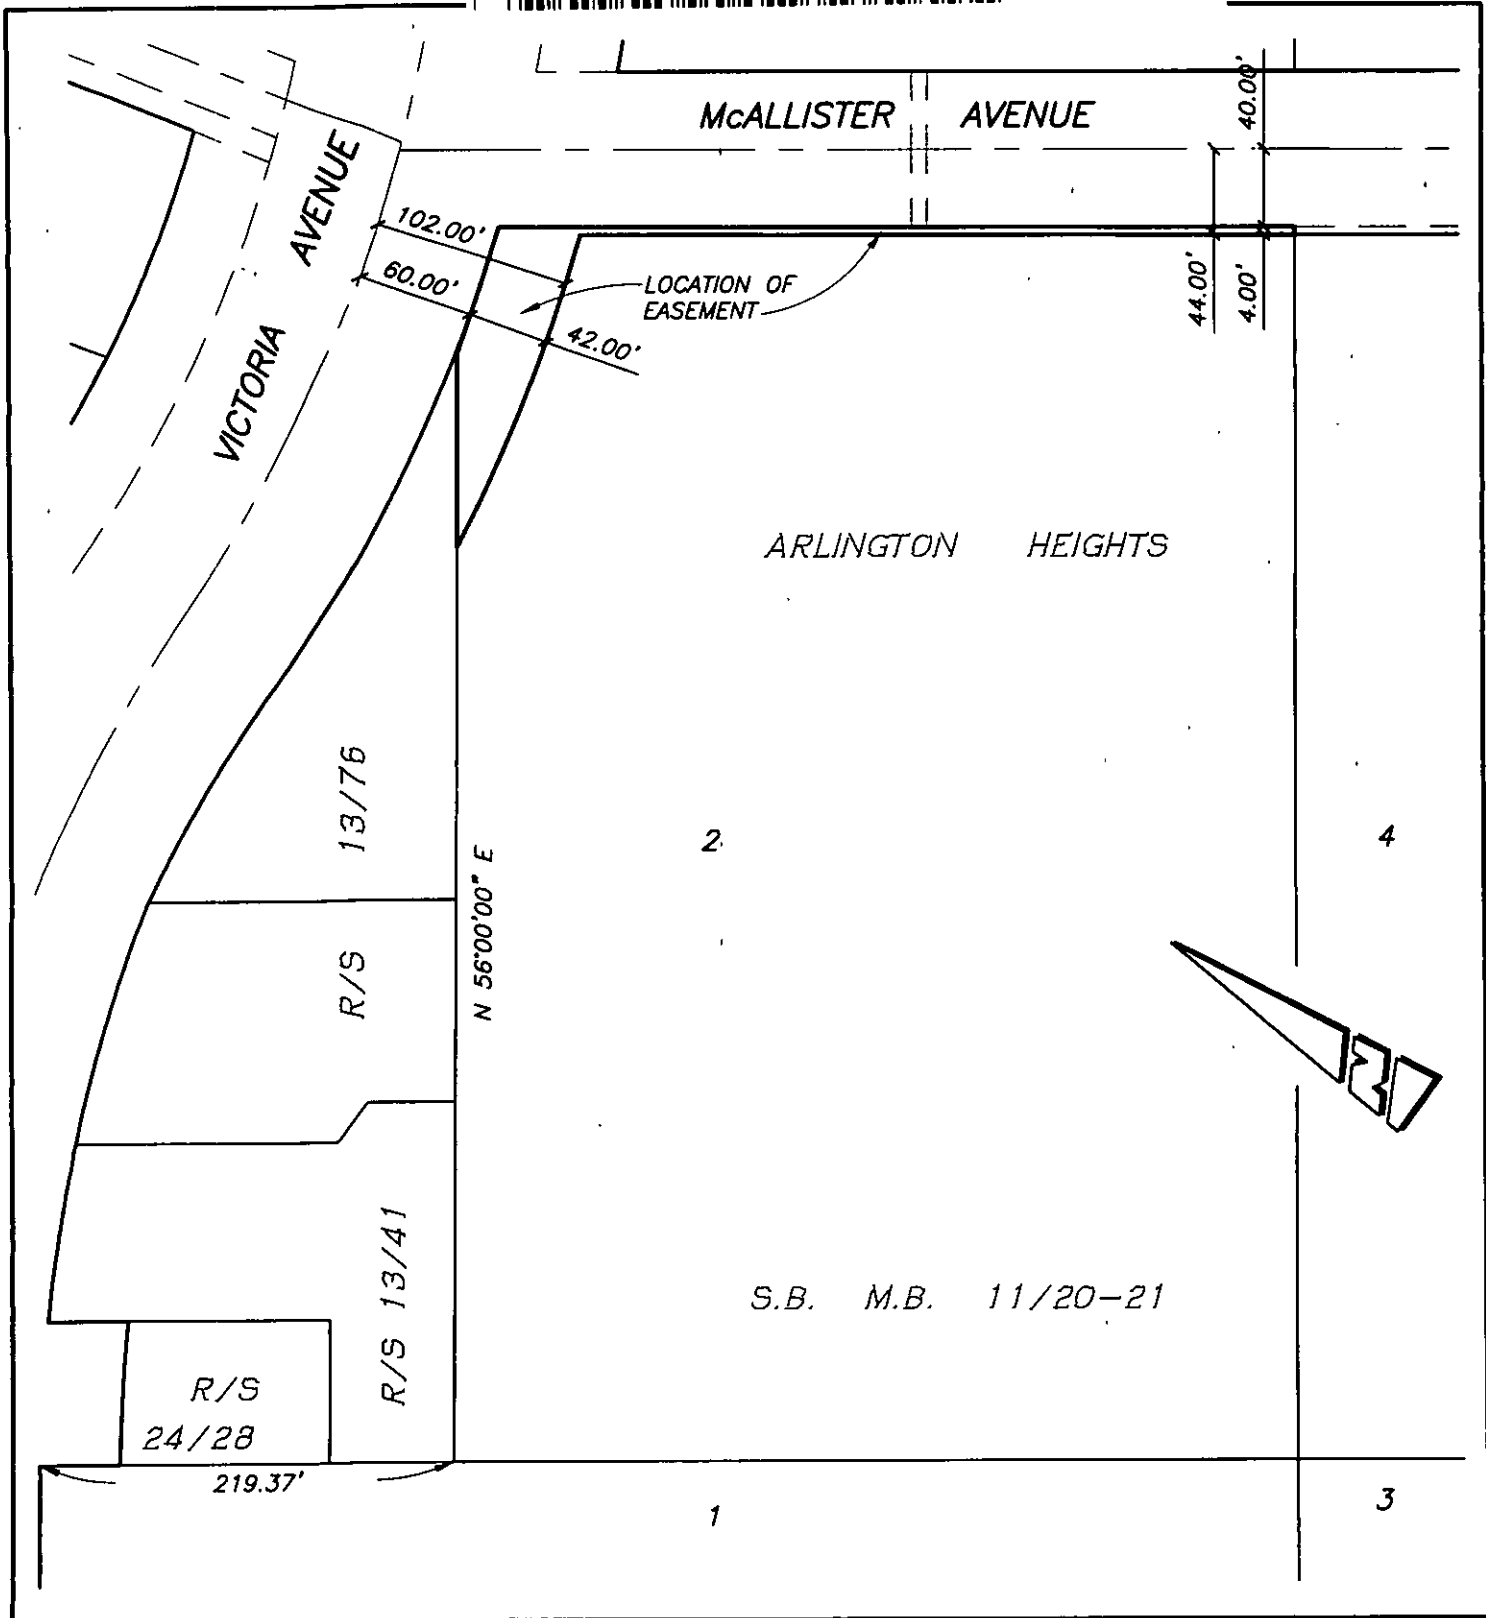 McALLISTER AVENUE
40.00'
VICTORIA AVENUE
102.00'
60.00'
42.00'
LOCATION OF
EASEMENT
44.00'
4.00'
ARLINGTON HEIGHTS
13/76
R/S
N 56°00'00" E
2
4
N
R/S 13/41
S.B. M.B. 11/20-21
R/S
24/28
219.37'
1
3